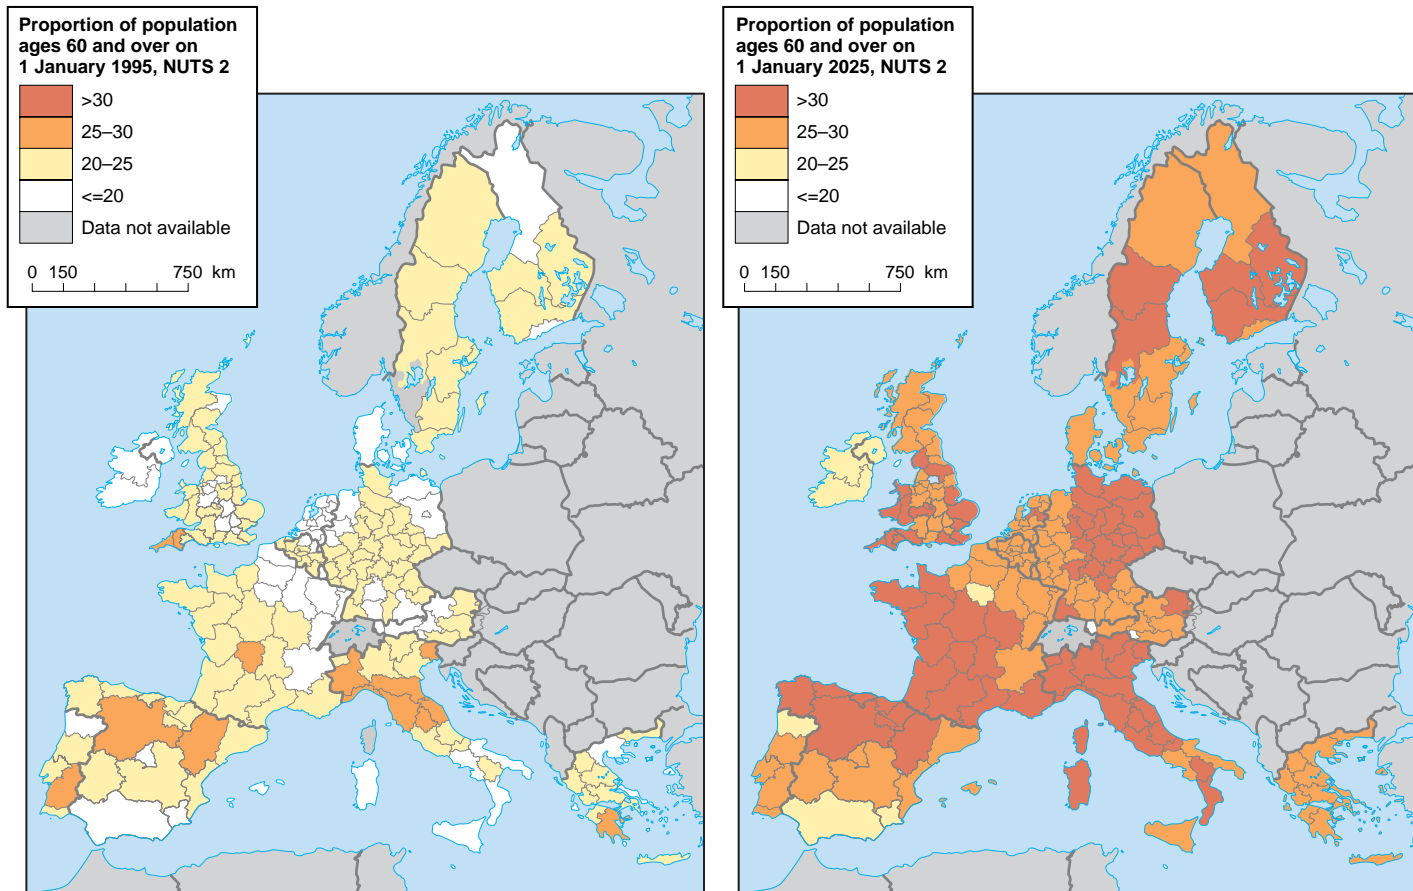 Proportion of population
ages 60 and over on
1 January 1995, NUTS 2
>30
25–30
20–25
<=20
Data not available
0 150 750 km
Proportion of population
ages 60 and over on
1 January 2025, NUTS 2
>30
25–30
20–25
<=20
Data not available
0 150 750 km